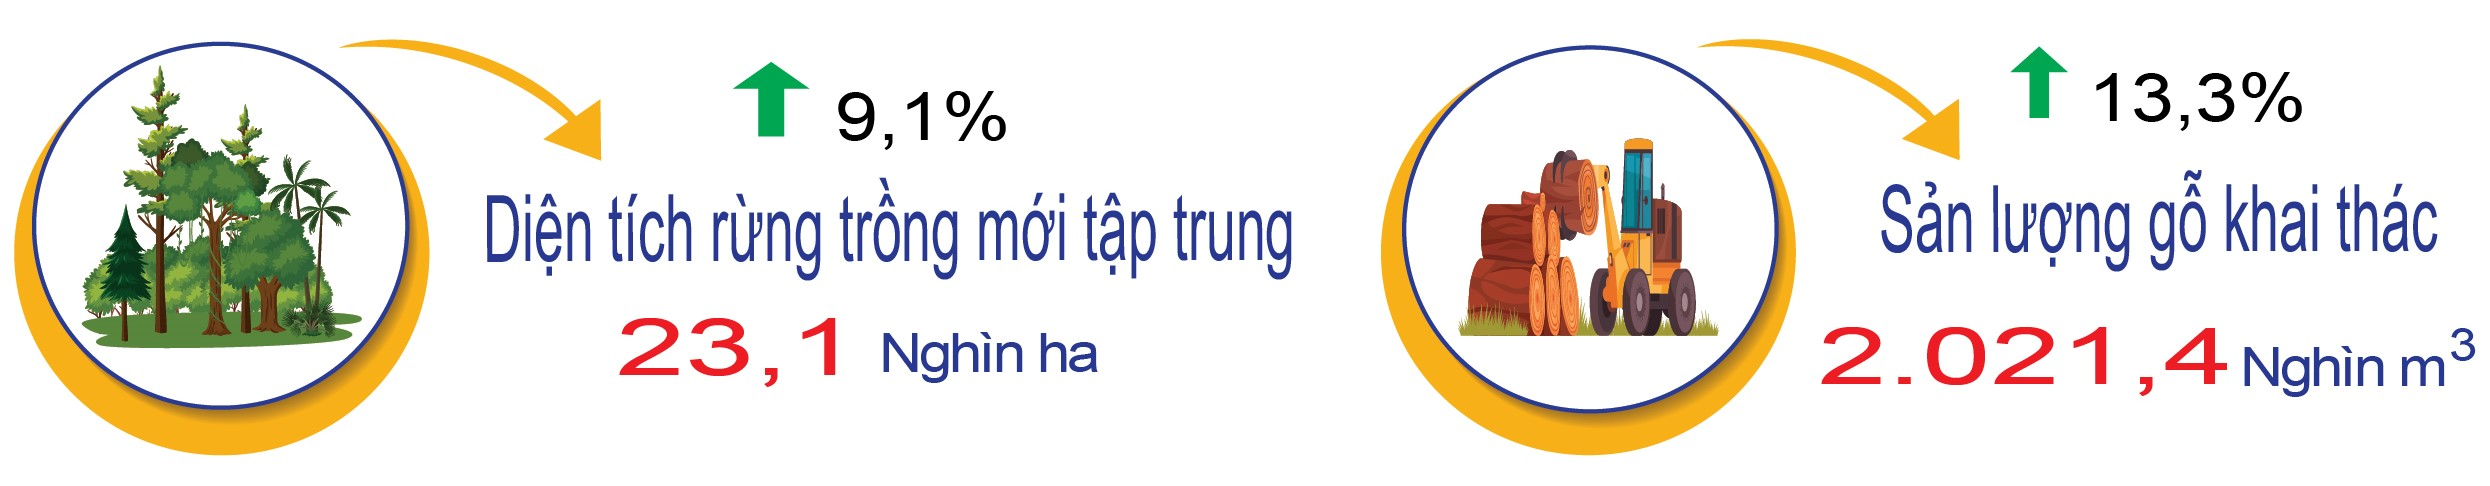 9,1%
Diện tích rừng trồng mới tập trung
23,1 Nghìn ha
13,3%
Sản lượng gỗ khai thác
2.021,4 Nghìn m³